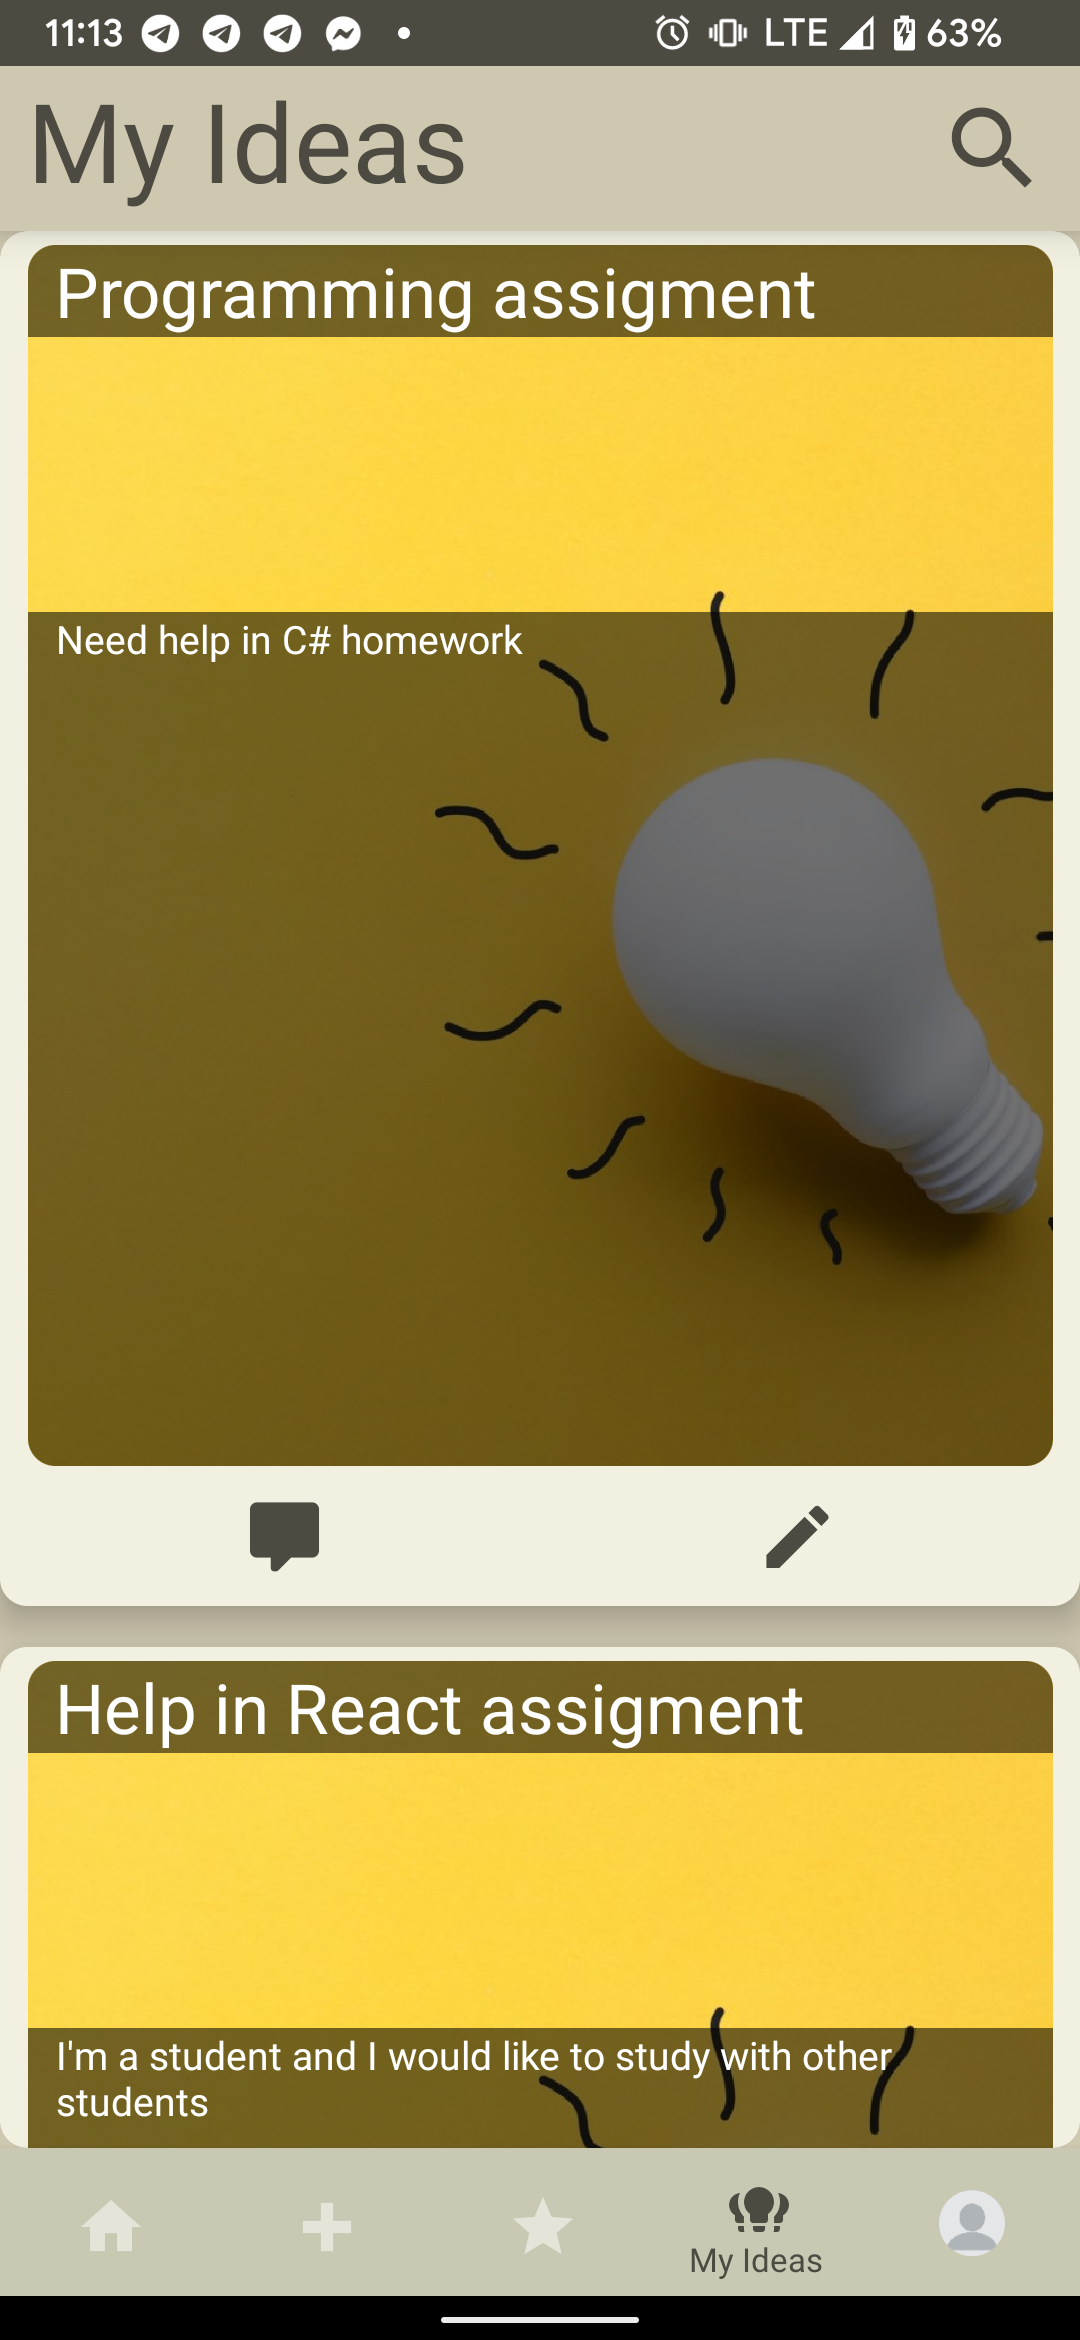 11:13 LTE 63%
My Ideas
Programming assigment
Need help in C# homework
Help in React assigment
I'm a student and I would like to study with other
students
My Ideas